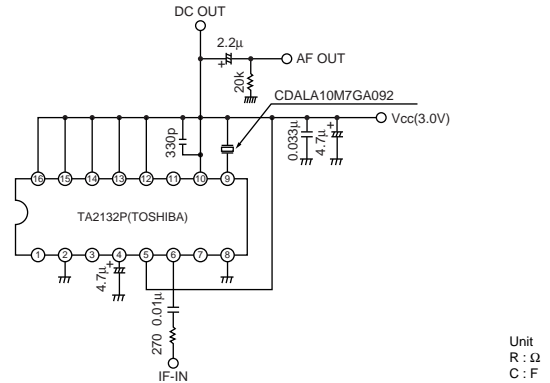 DC OUT
2.2μ
+
AF OUT
20k
CDALA10M7GA092
Vcc(3.0V)
330p
0.033μ
4.7μ
+
16 15 14 13 12 11 10 9
TA2132P(TOSHIBA)
1 2 3 4 5 6 7 8
4.7μ
+
0.01μ
270
IF-IN
Unit
R : Ω
C : F